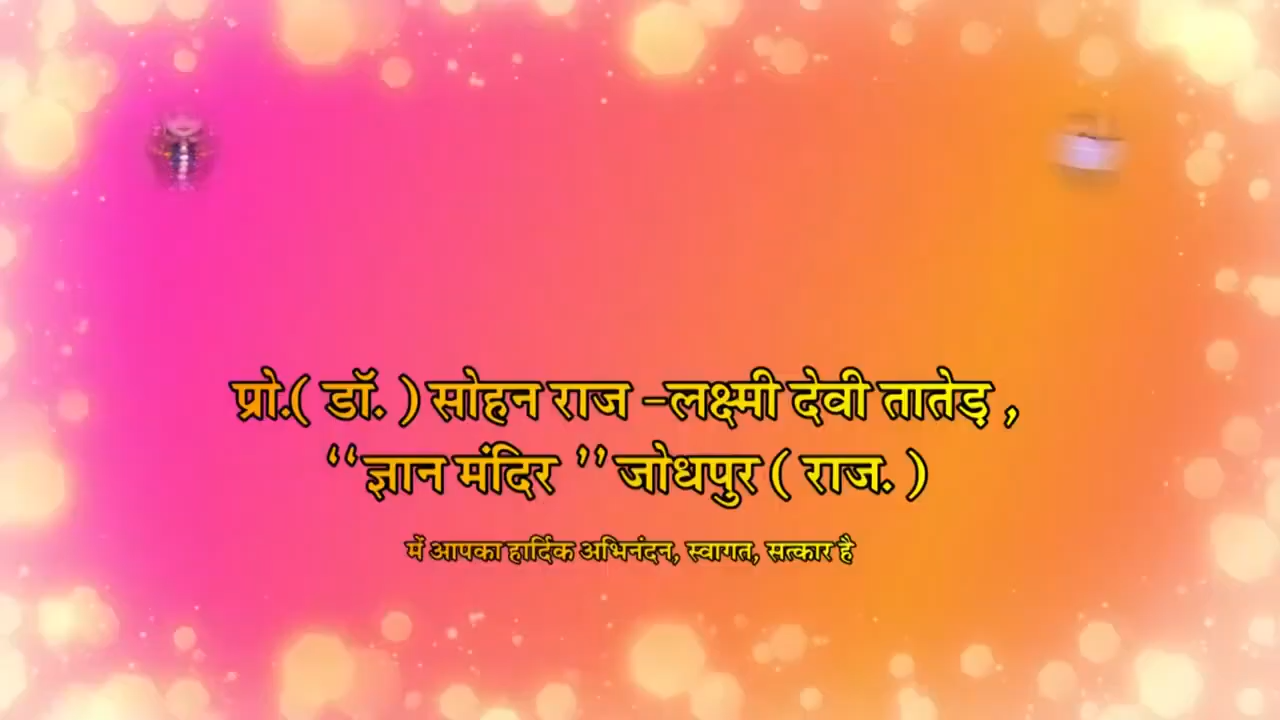 प्रो.( डॉ. ) सोहन राज -लक्ष्मी देवी तातेड़ ,
‘‘ज्ञान मंदिर ’’ जोधपुर ( राज. )
में आपका हार्दिक अभिनंदन, स्वागत, सत्कार है